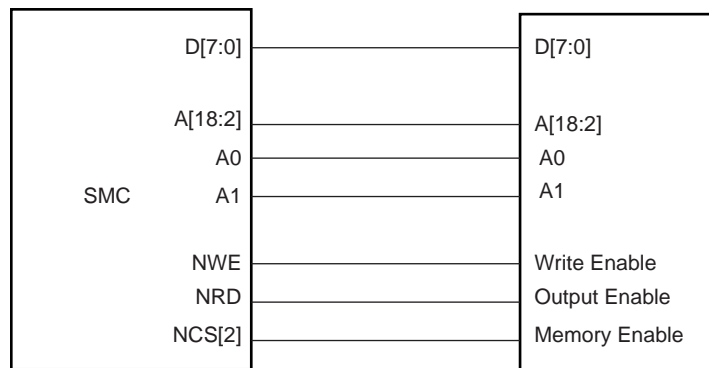 D[7:0] D[7:0]
A[18:2] A[18:2]
A0 A0
SMC A1 A1
NWE Write Enable
NRD Output Enable
NCS[2] Memory Enable